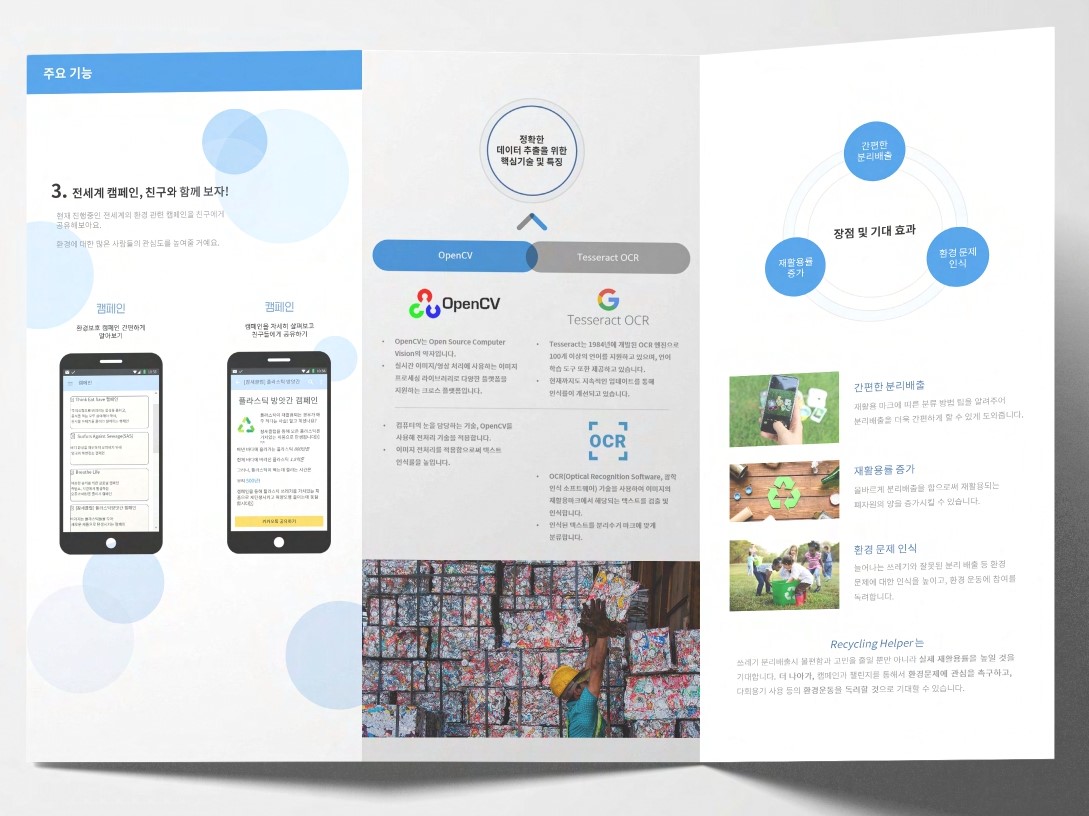 주요 기능
3. 전세계 캠페인, 친구와 함께 보자!
현재 진행중인 전세계의 환경 관련 캠페인을 친구에게
공유해보아요.
환경에 대한 많은 사람들의 관심도를 높여줄 거예요.
캠페인
환경보호 캠페인 간편하게
알아보기
캠페인
1 Think Eat Save 캠페인
Surfers Against Sewage(SAS)
Breathe Life
캠페인
캠페인을 자세히 살펴보고
친구들에게 공유하기
플라스틱 방앗간 캠페인
카카오톡 공유하기
정확한
데이터 추출을 위한
핵심기술 및 특징
OpenCV
Tesseract OCR
OpenCV
Tesseract OCR
• OpenCV는 Open Source Computer
Vision의 약자입니다.
• 실시간 이미지/영상 처리에 사용하는 이미지
프로세싱 라이브러리로 다양한 플랫폼을
지원하는 크로스 플랫폼입니다.
• 컴퓨터의 눈을 담당하는 기술, OpenCV를
사용해 전처리 기술을 적용합니다.
• 이미지 전처리를 적용함으로써 텍스트
인식률을 높입니다.
• Tesseract는 1984년에 개발된 OCR 엔진으로
100개 이상의 언어를 지원하고 있으며, 언어
학습 도구 또한 제공하고 있습니다.
• 현재까지도 지속적인 업데이트를 통해
인식률이 개선되고 있습니다.
OCR
• OCR(Optical Recognition Software, 광학
인식 소프트웨어) 기술을 사용하여 이미지의
재활용마크에서 해당되는 텍스트를 검출 및
인식합니다.
• 인식된 텍스트를 분리수거 마크에 맞게
분류합니다.
간편한
분리배출
장점 및 기대 효과
재활용률
증가
환경 문제
인식
간편한 분리배출
재활용 마크에 따른 분류 방법 팁을 알려주어
분리배출을 더욱 간편하게 할 수 있게 도와줍니다.
재활용률 증가
올바르게 분리배출을 함으로써 재활용되는
폐자원의 양을 증가시킬 수 있습니다.
환경 문제 인식
늘어나는 쓰레기와 잘못된 분리 배출 등 환경
문제에 대한 인식을 높이고, 환경 운동에 참여를
독려합니다.
Recycling Helper는
쓰레기 분리배출시 불편함과 고민을 줄일 뿐만 아니라 실제 재활용률을 높일 것을
기대합니다. 더 나아가, 캠페인과 챌린지를 통해서 환경문제에 관심을 촉구하고,
다회용기 사용 등의 환경운동을 독려할 것으로 기대할 수 있습니다.